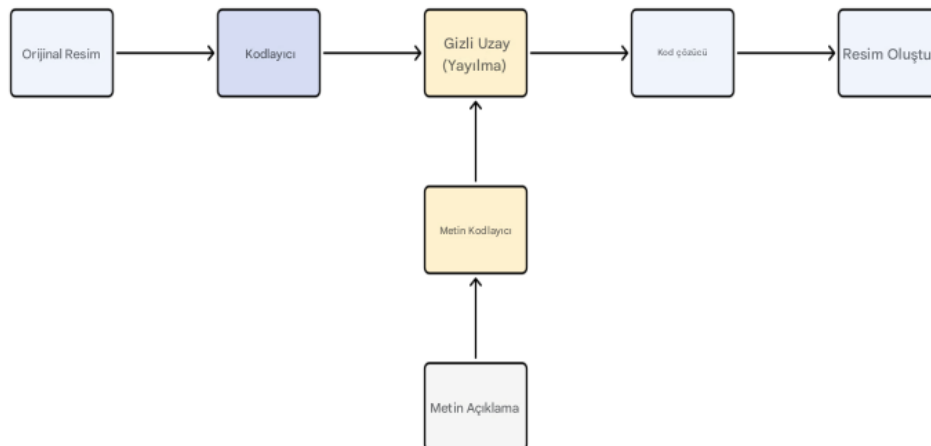 Orijinal Resim
Kodlayıcı
Gizli Uzay
(Yayılma)
Kod çözücü
Resim Oluştu
Metin Kodlayıcı
Metin Açıklama